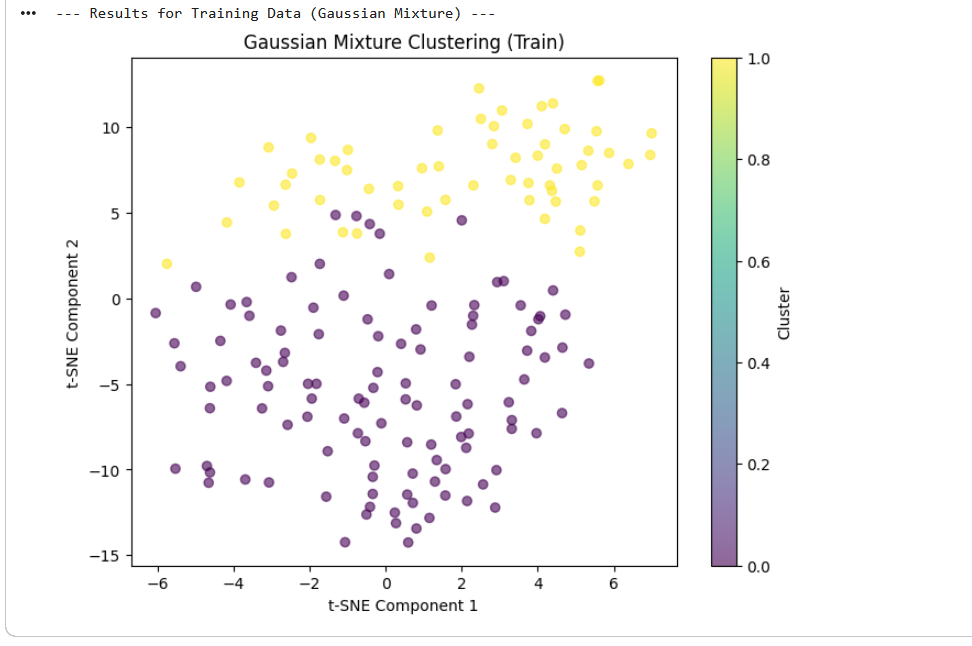 ••• --- Results for Training Data (Gaussian Mixture) ---
Gaussian Mixture Clustering (Train)
t-SNE Component 2
10
5
0
−5
−10
−15
−6 −4 −2 0 2 4 6
t-SNE Component 1
1.0
0.8
0.6
0.4
0.2
0.0
Cluster